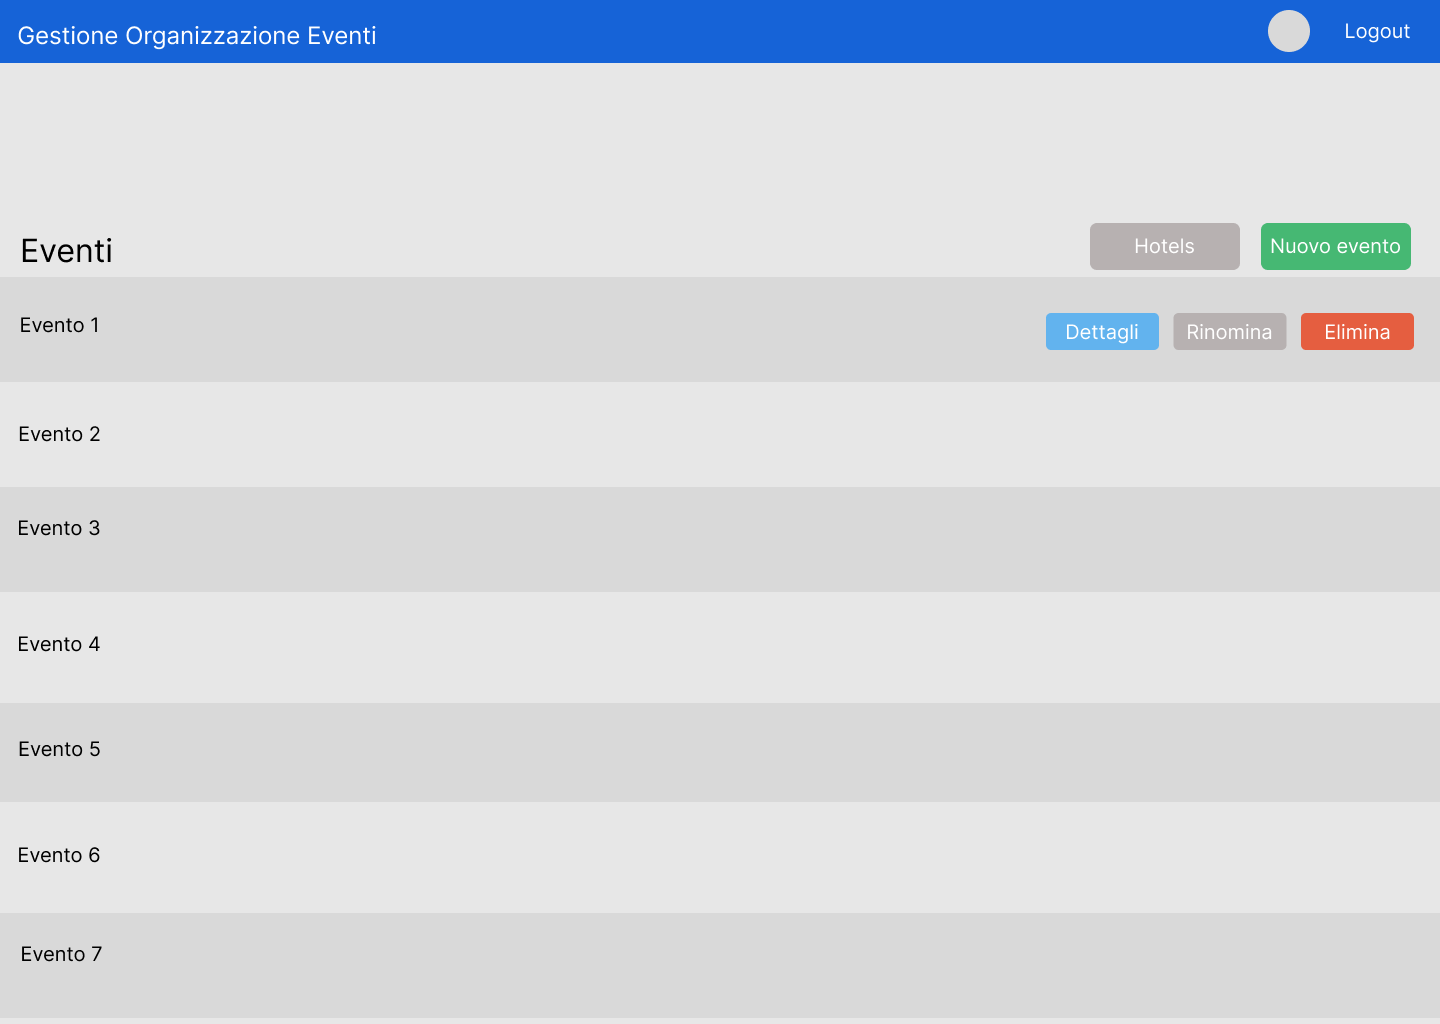 Gestione Organizzazione Eventi
Logout
Eventi
Hotels
Nuovo evento
Evento 1
Dettagli
Rinomina
Elimina
Evento 2
Evento 3
Evento 4
Evento 5
Evento 6
Evento 7